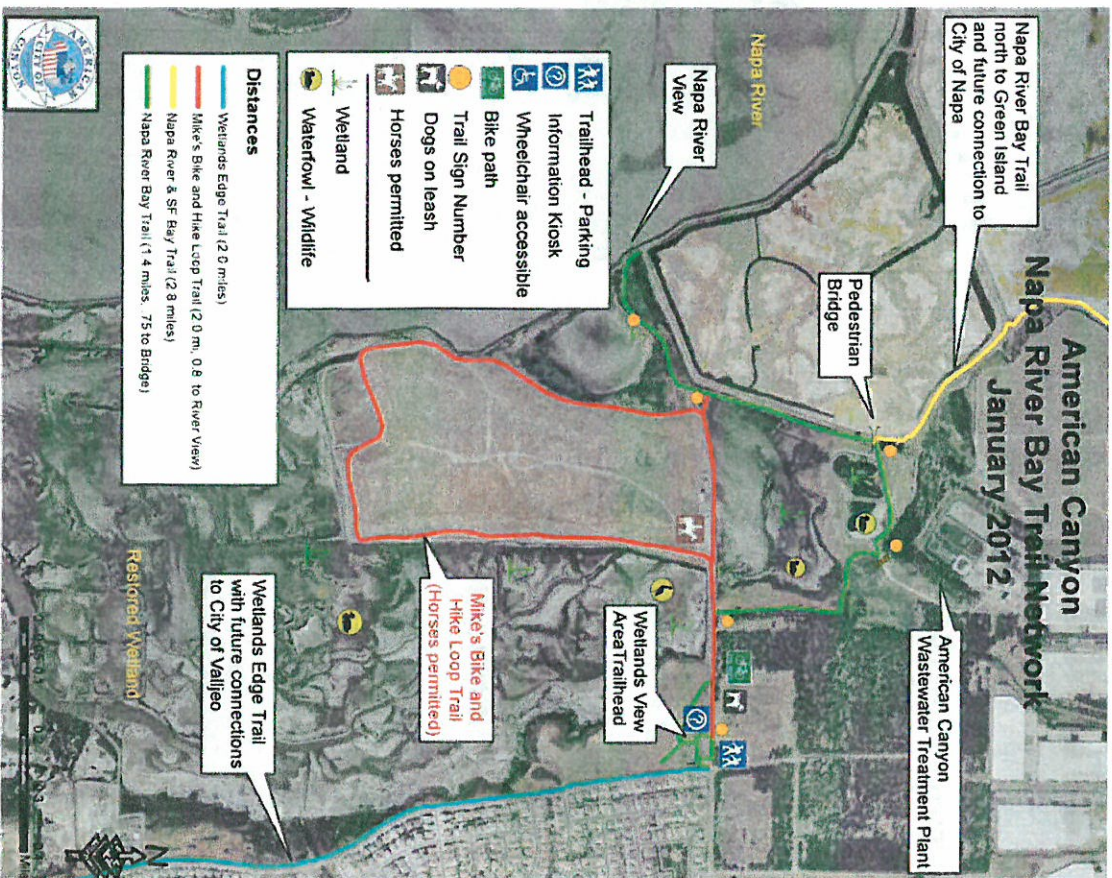 American Canyon
Napa River Bay Trail Network
January 2012
Napa River Bay Trail
north to Green Island
and future connection to
City of Napa
Napa River
Napa River
View
Pedestrian
Bridge
American Canyon
Wastewater Treatment Plant
Trailhead - Parking
Information Kiosk
Wheelchair accessible
Bike path
Trail Sign Number
Dogs on leash
Horses permitted
Wetland
Waterfowl - Wildlife
Wetlands View
AreaTrailhead
Mike's Bike and
Hike Loop Trail
(Horses permitted)
Wetlands Edge Trail
with future connections
to City of Valljeo
Restored Wetland
Distances
Wetlands Edge Trail (2.0 miles)
Mike's Bike and Hike Loop Trail (2.0 mi, 0.8 to River View)
Napa River & SF Bay Trail (2.8 miles)
Napa River Bay Trail (1.4 miles, .75 to Bridge)
AMERICAN
CANYON
CITY OF
N